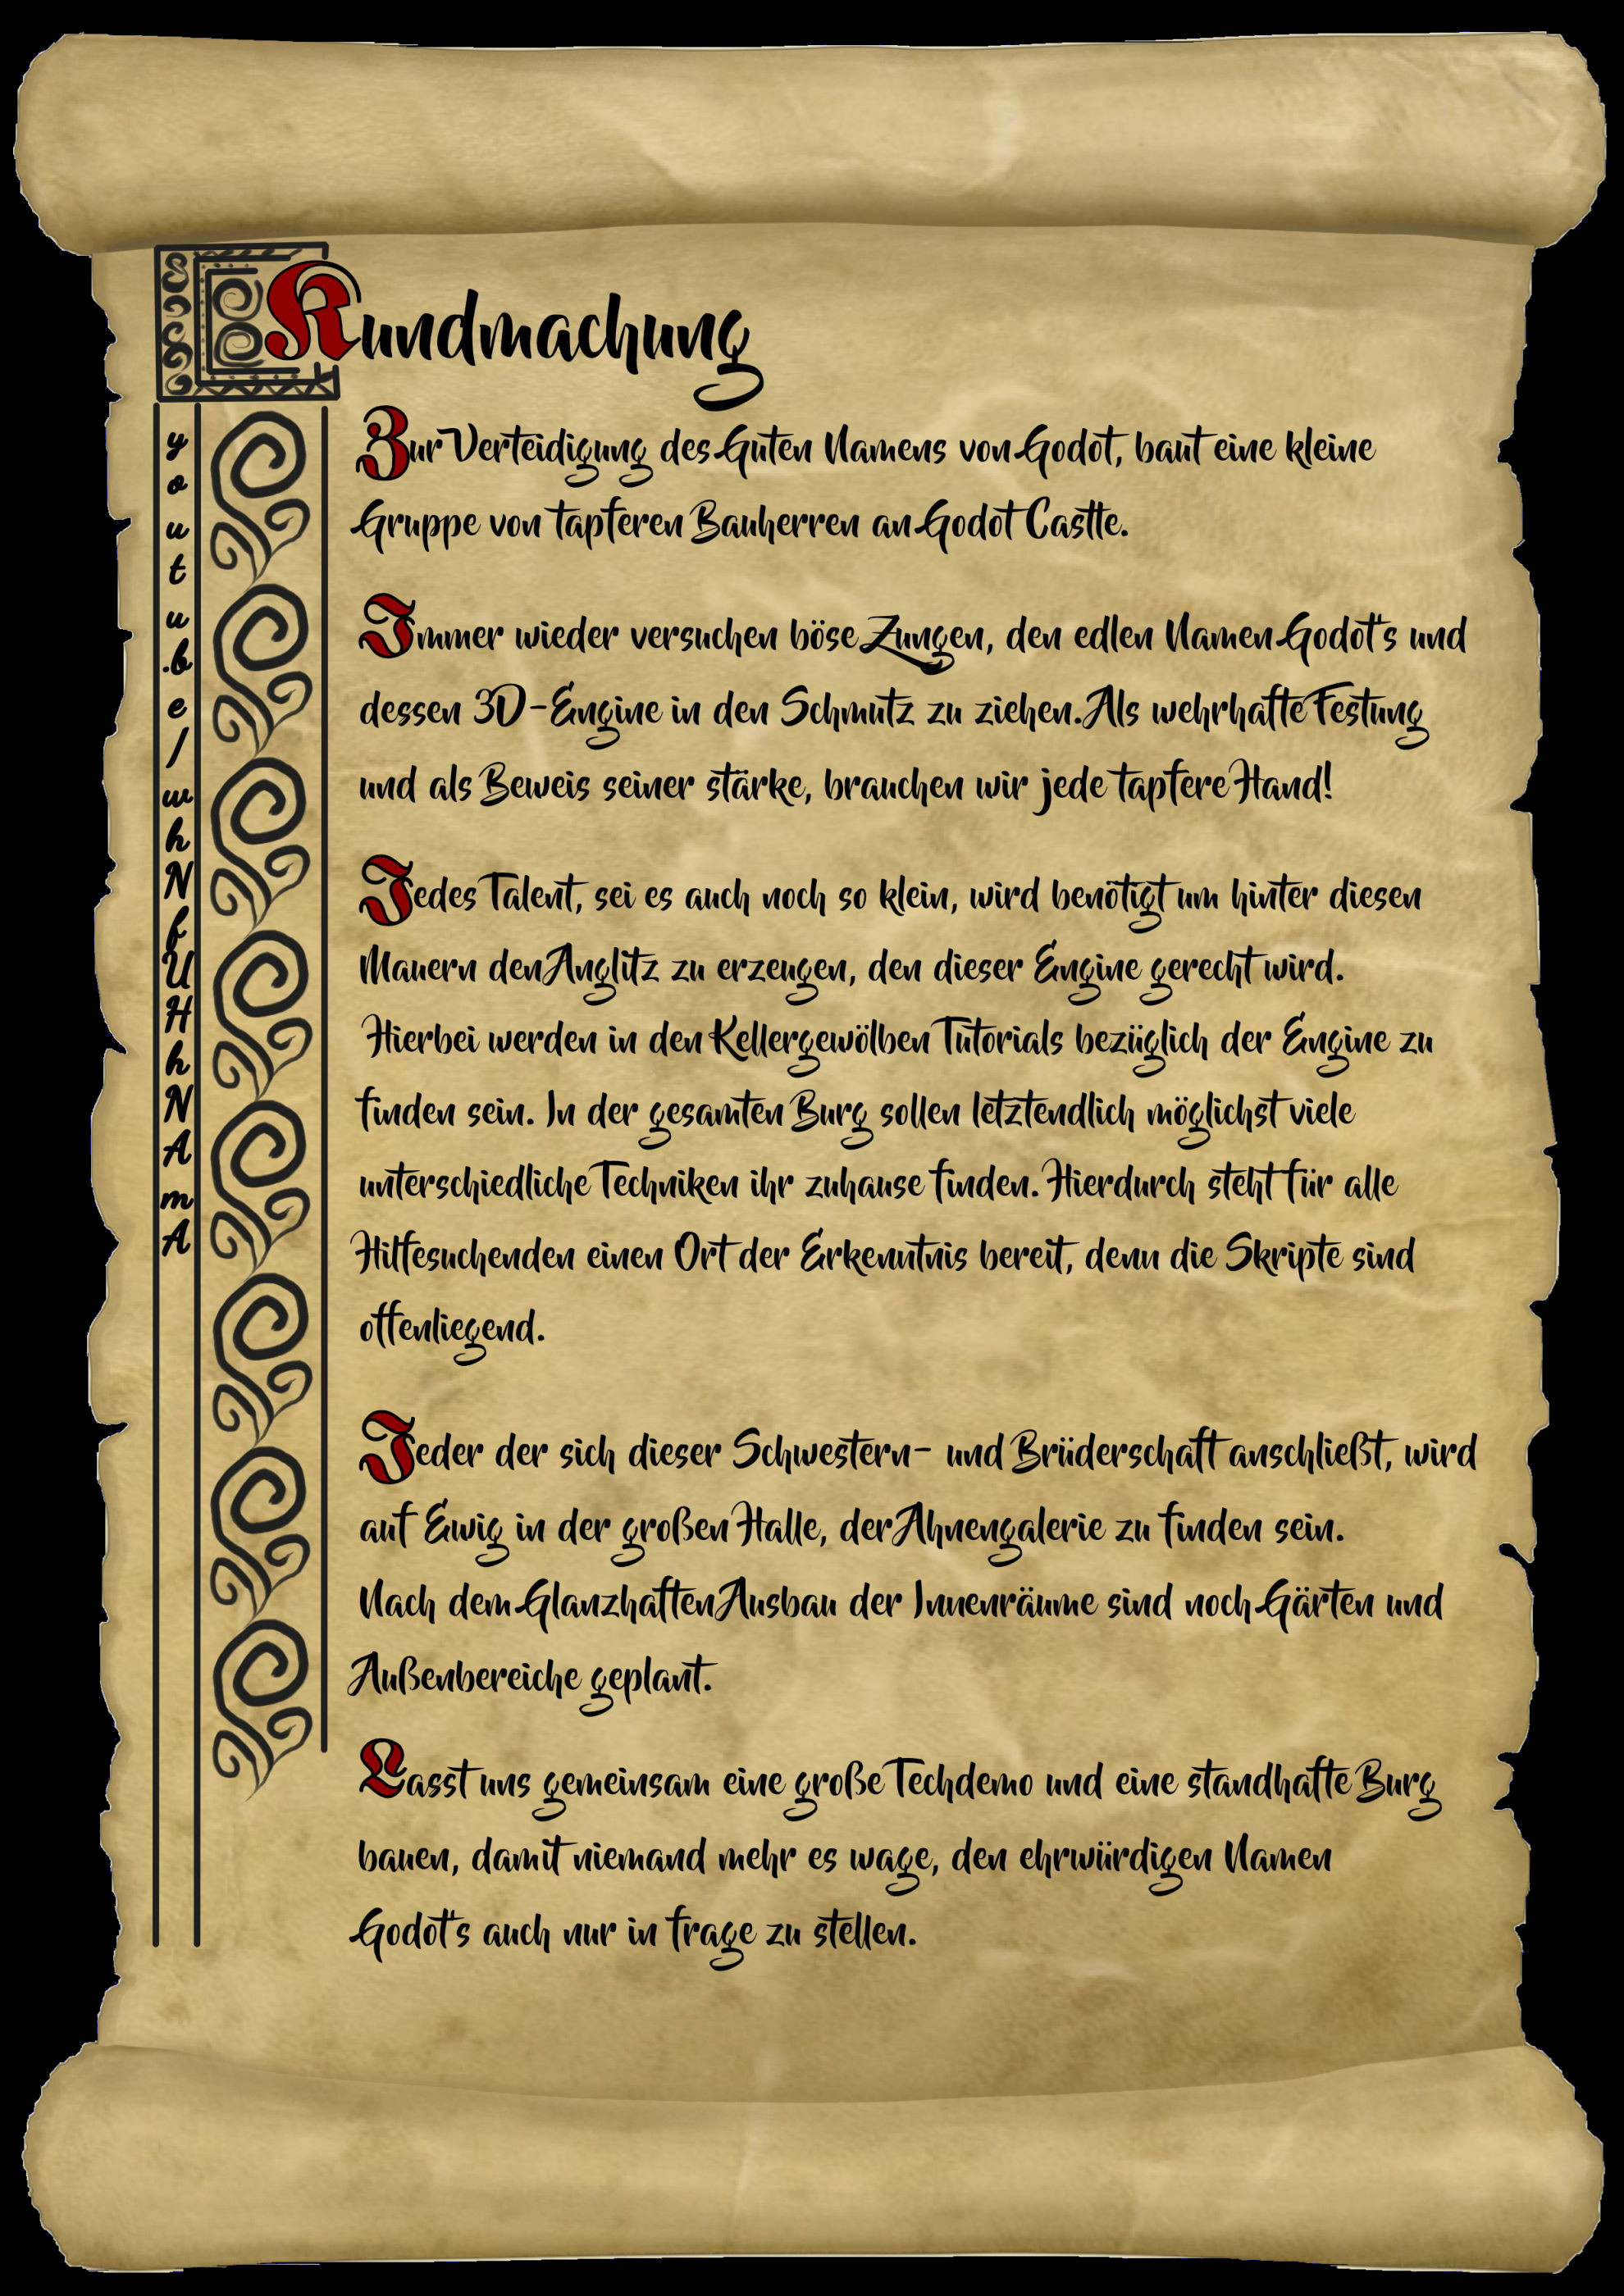 Kundmachung
Zur Verteidigung des Guten Namens von Godot, baut eine kleine
Gruppe von tapferen Bauherren an Godot Castle.
Immer wieder versuchen böse Zungen, den edlen Namen Godot's und
dessen 3D-Engine in den Schmutz zu ziehen. Als wehrhafte Festung
und als Beweis seiner stärke, brauchen wir jede tapfere Hand!
Jedes Talent, sei es auch noch so klein, wird benötigt um hinter diesen
Mauern den Anglitz zu erzeugen, den dieser Engine gerecht wird.
Hierbei werden in den Kellergewölben Tutorials bezüglich der Engine zu
finden sein. In der gesamten Burg sollen letztendlich möglichst viele
unterschiedliche Techniken ihr zuhause finden. Hierdurch steht für alle
Hilfesuchenden einen Ort der Erkenntnis bereit, denn die Skripte sind
offenliegend.
Jeder der sich dieser Schwestern- und Brüderschaft anschließt, wird
auf Ewig in der großen Halle, der Ahnengalerie zu finden sein.
Nach dem Glanzhaften Ausbau der Innenräume sind noch Gärten und
Außenbereiche geplant.
Lasst uns gemeinsam eine große Techdemo und eine standhafte Burg
bauen, damit niemand mehr es wage, den ehrwürdigen Namen
Godot's auch nur in frage zu stellen.
youtu.be/whNfUHhNAmA